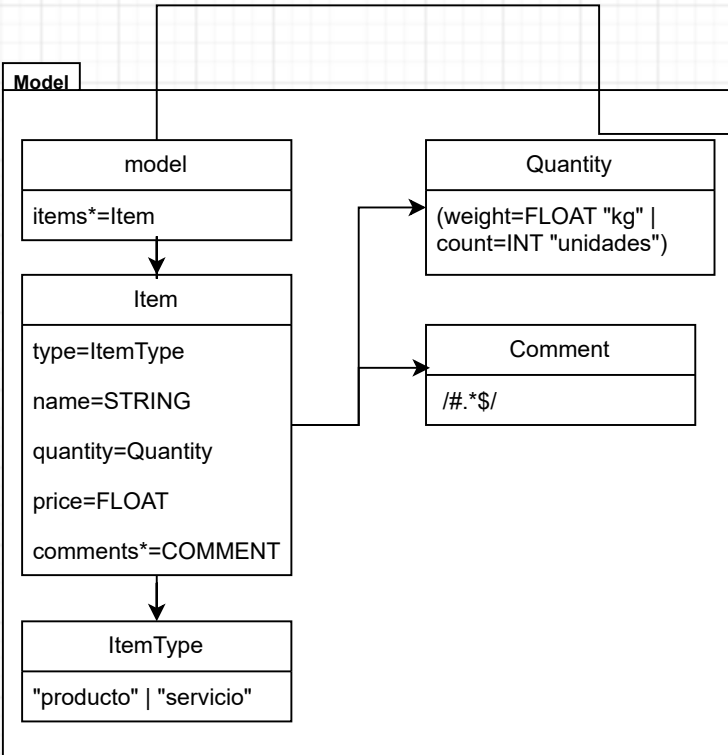 Model
model
items*=Item
Item
type=ItemType
name=STRING
quantity=Quantity
price=FLOAT
comments*=COMMENT
ItemType
"producto" | "servicio"
Quantity
(weight=FLOAT "kg" |
count=INT "unidades")
Comment
/#.*$/